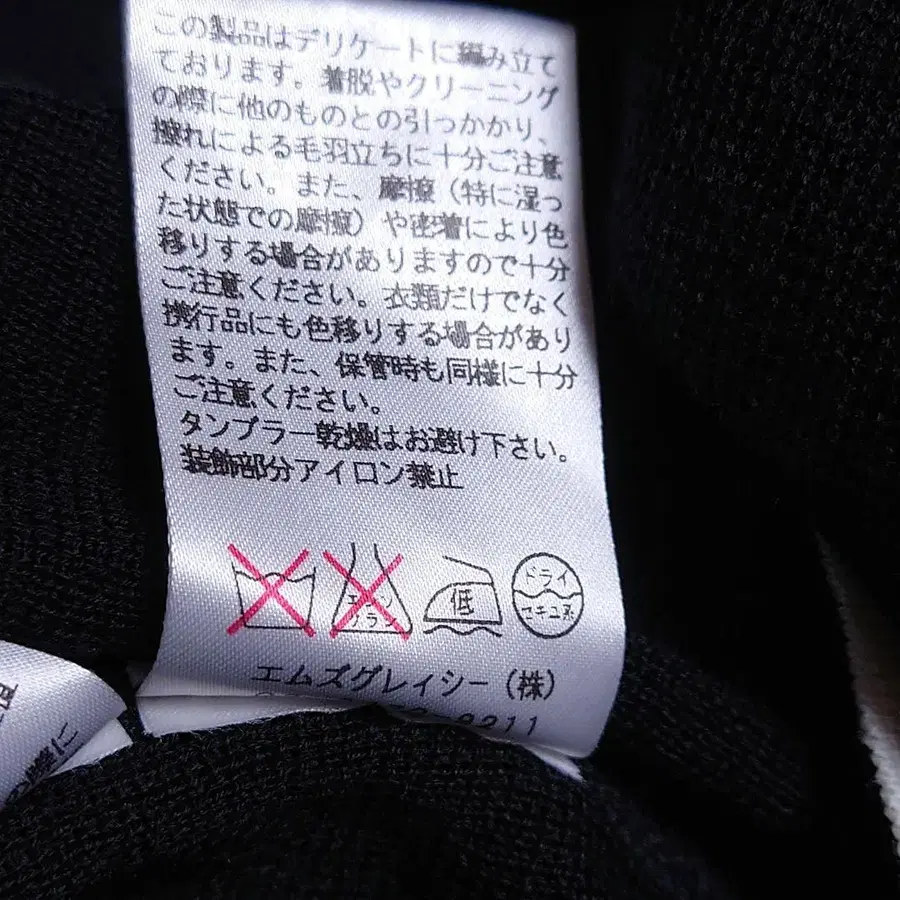 この製品はデリケートに編み立て
ております。着脱やクリーニング
の際に他のものとの引っかかり、
擦れによる毛羽立ちに十分ご注意
ください。また、摩擦（特に湿っ
た状態での摩擦）や密着により色
移りする場合がありますので十分
ご注意ください。衣類だけでなく
携行品にも色移りする場合があり
ます。また、保管時も同様に十分
ご注意ください。
タンブラー乾燥はお避け下さい。
装飾部分アイロン禁止
エンソ
フラシ
低
ドライ
セキユ系
エムズグレイシー（株）
9211
際に